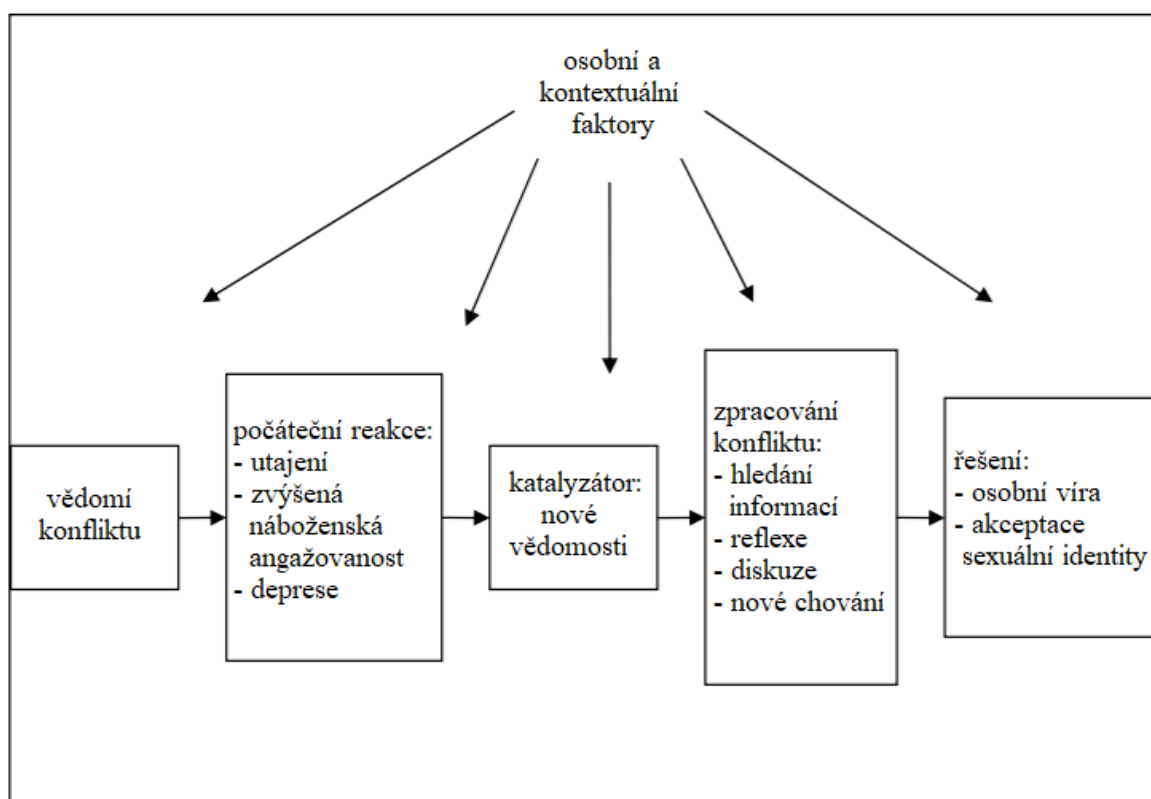 osobní a
kontextuální
faktory
vědomí
konfliktu
počáteční reakce:
- utajení
- zvýšená
náboženská
angažovanost
- deprese
katalyzátor:
nové
vědomosti
zpracování
konfliktu:
- hledání
informací
- reflexe
- diskuze
- nové chování
řešení:
- osobní víra
- akceptace
sexuální identity